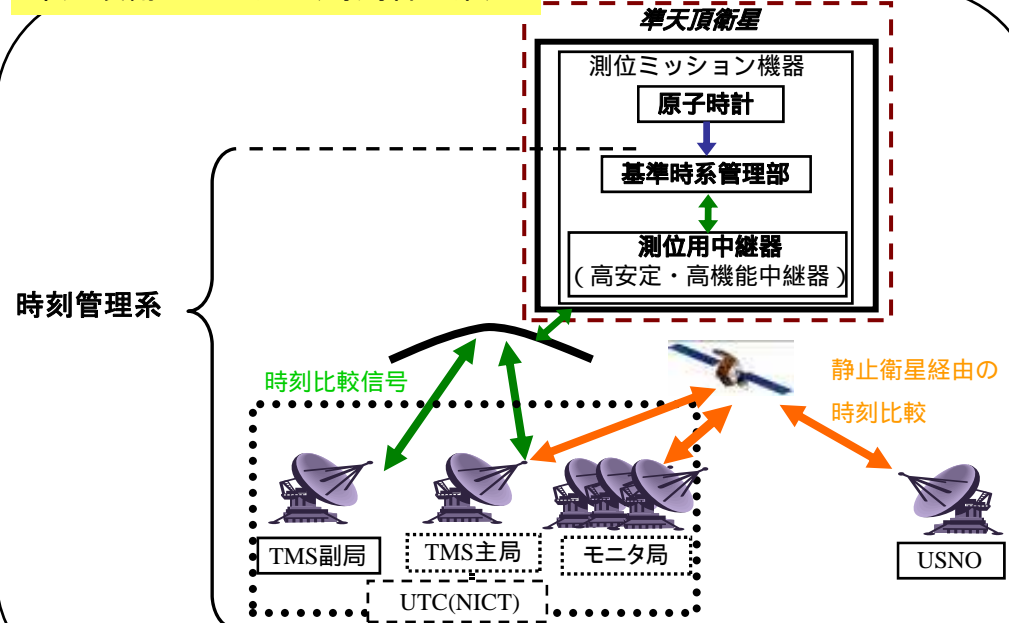 準天頂衛星
測位ミッション機器
原子時計
基準時系管理部
測位用中継器
（高安定・高機能中継器）
時刻管理系
時刻比較信号
静止衛星経由の
時刻比較
TMS副局
TMS主局
モニタ局
USNO
UTC(NICT)